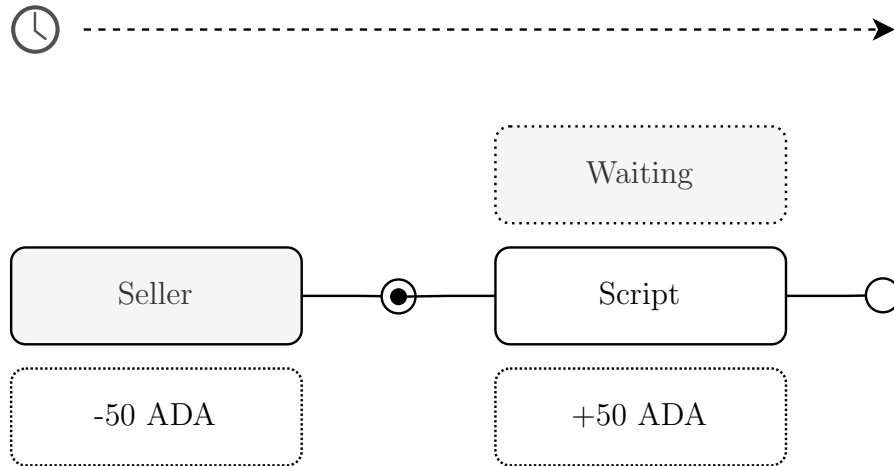 Waiting
Seller
Script
-50 ADA
+50 ADA